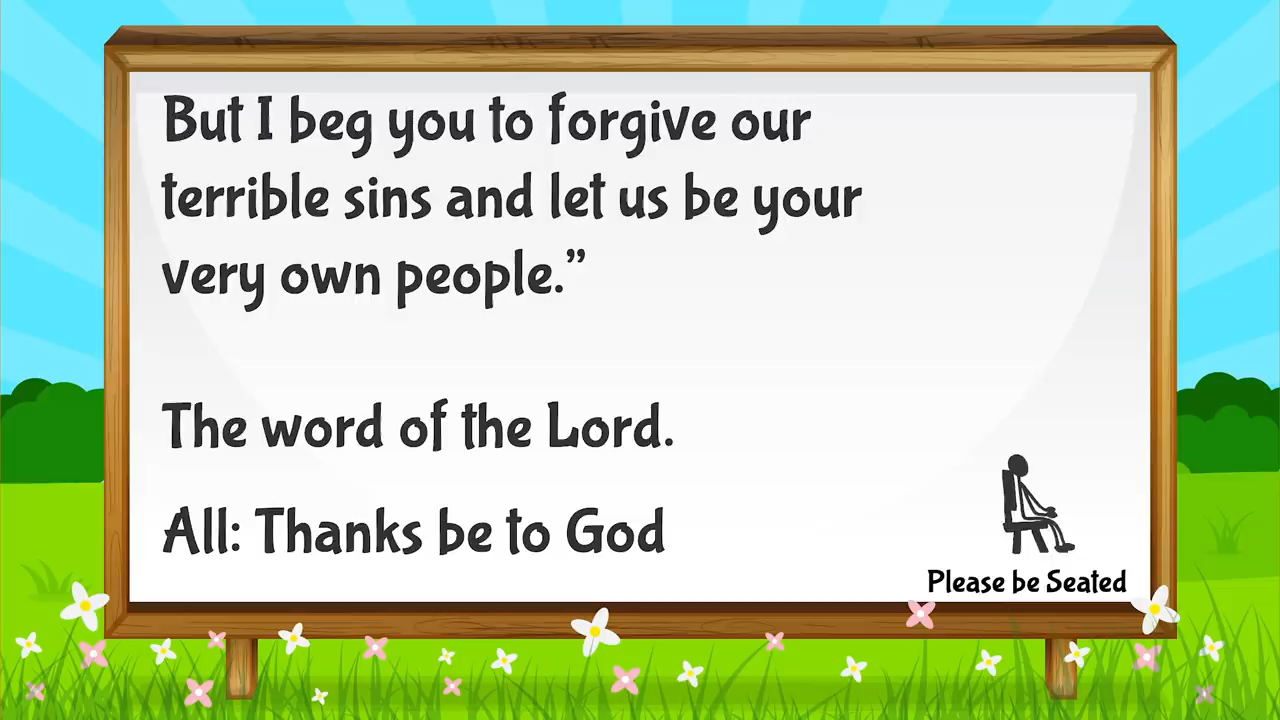 But I beg you to forgive our
terrible sins and let us be your
very own people.”
The word of the Lord.
All: Thanks be to God
Please be Seated